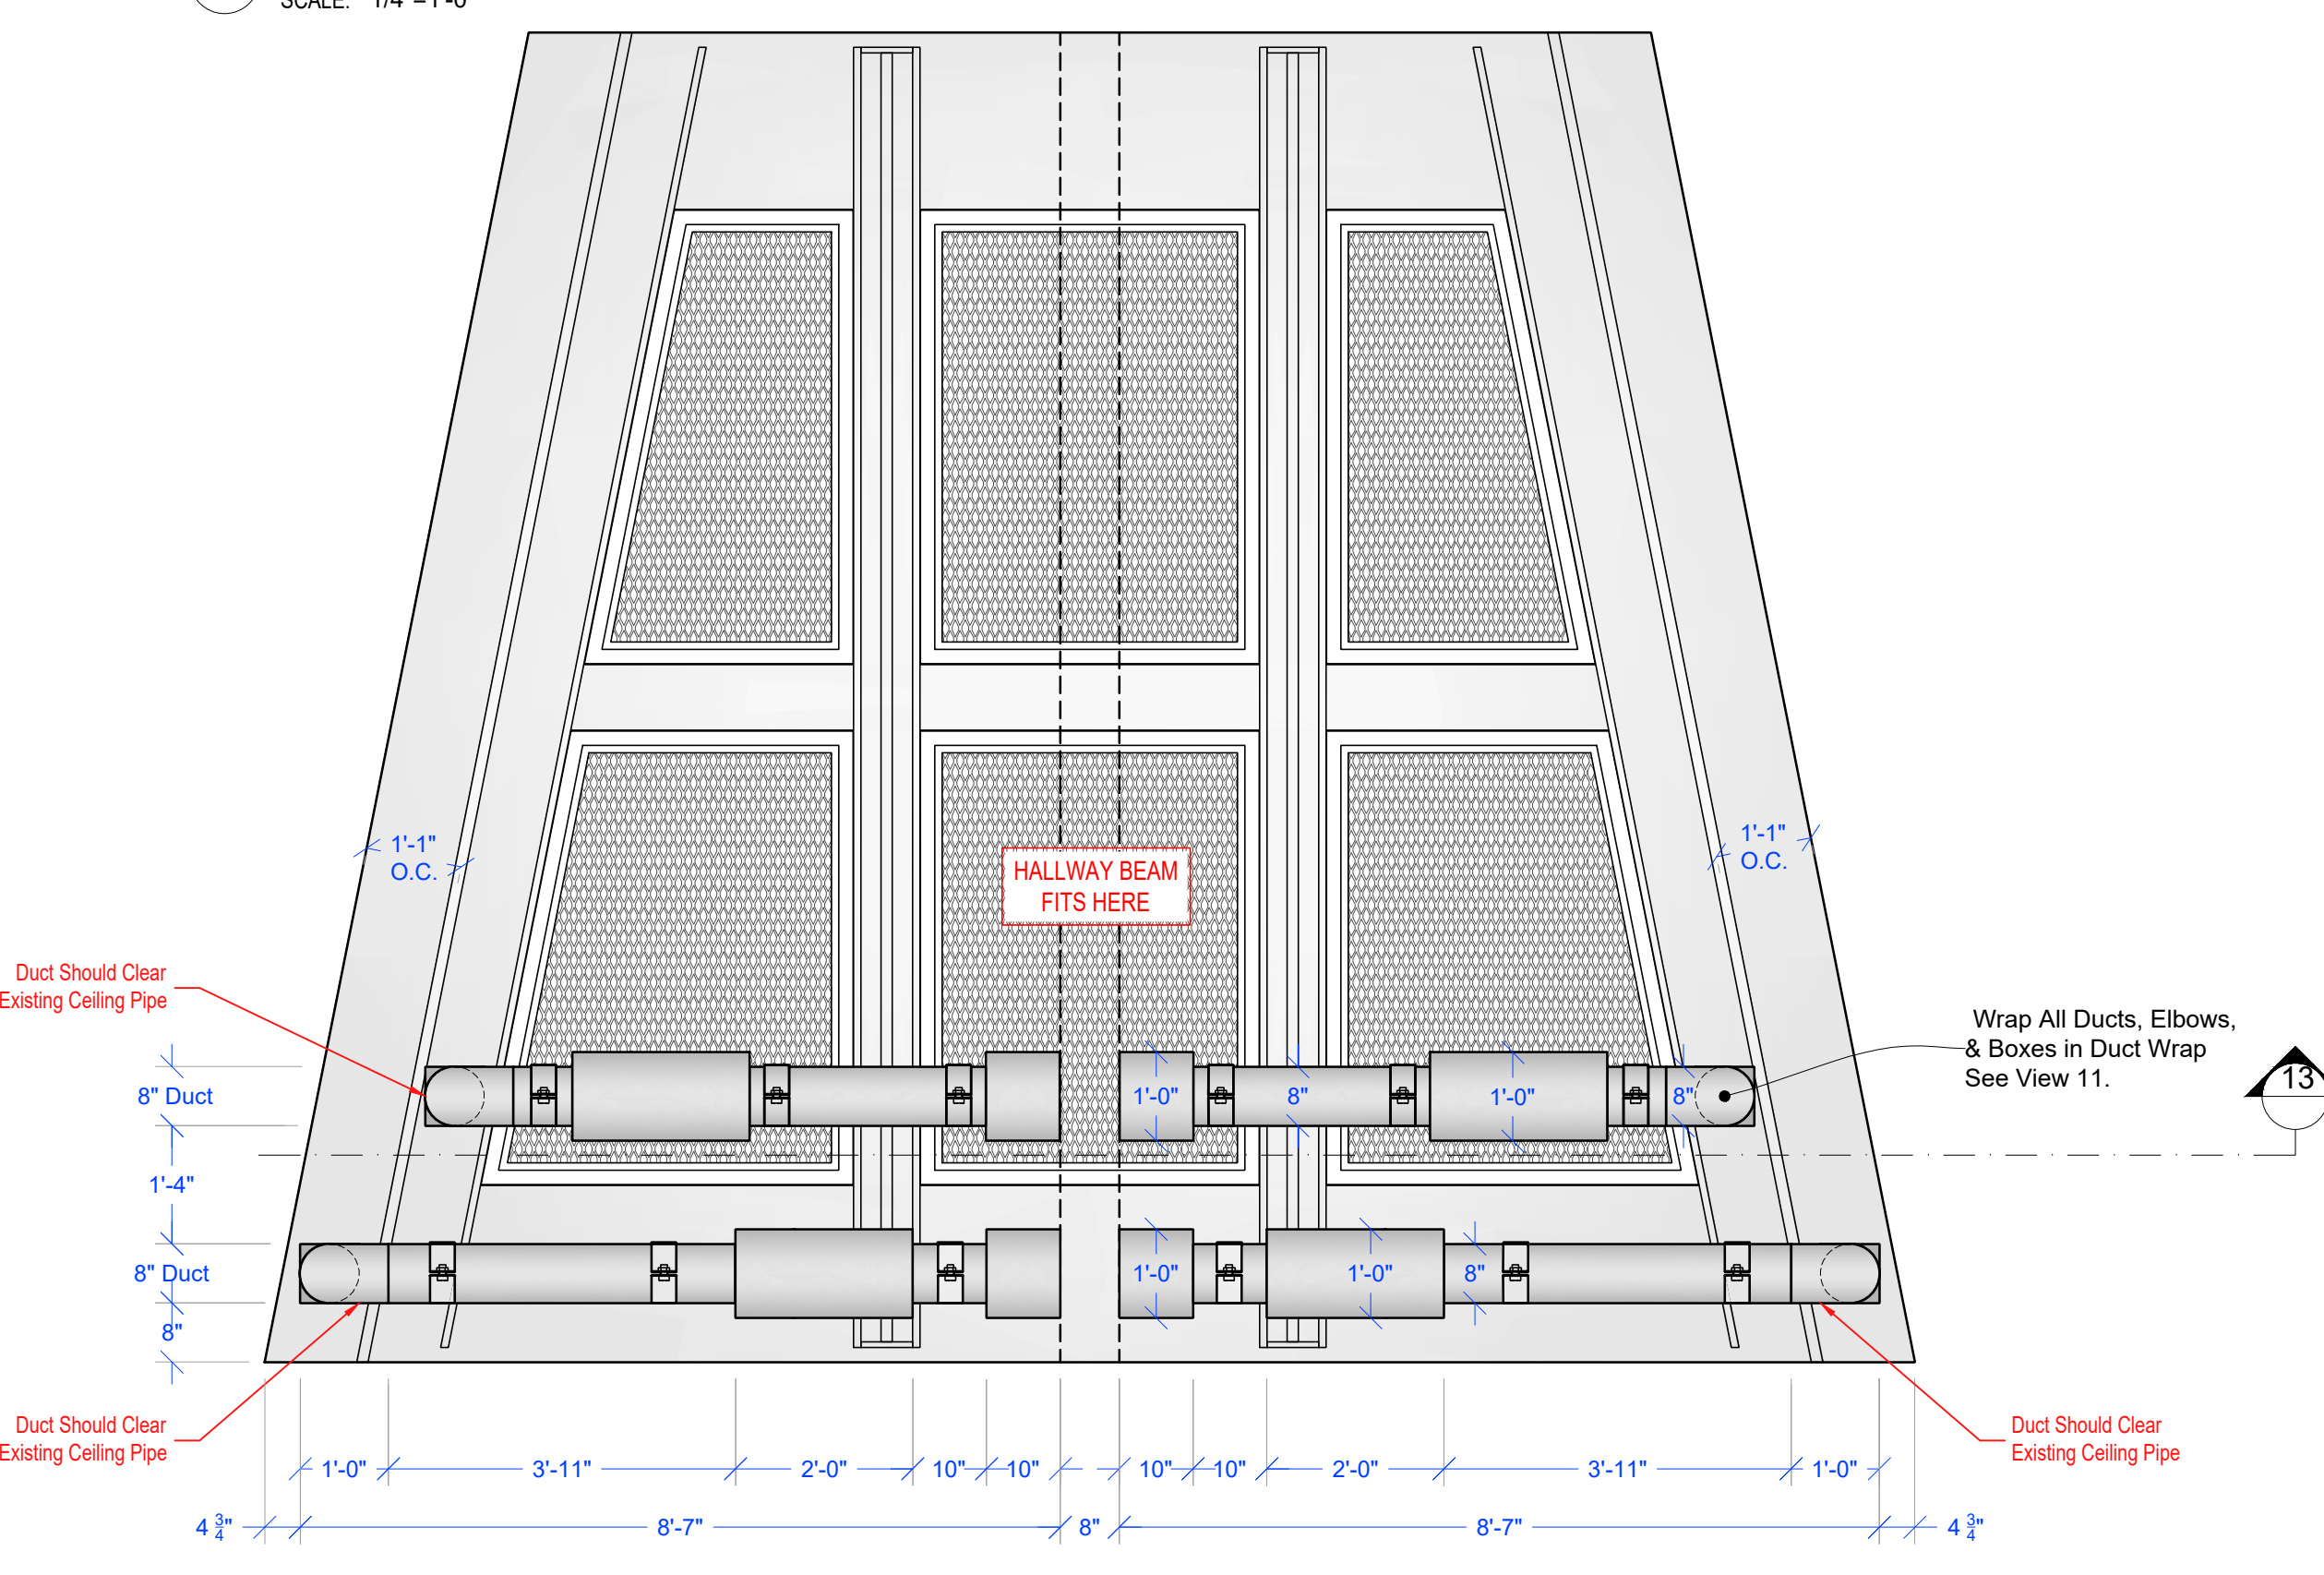 SCALE: 1/4"=1'-0"
1'-1"
O.C.
1'-1"
O.C.
HALLWAY BEAM
FITS HERE
Duct Should Clear
Existing Ceiling Pipe
Wrap All Ducts, Elbows,
& Boxes in Duct Wrap
See View 11.
13
8" Duct
1'-0"
8"
1'-0"
8"
1'-4"
8" Duct
1'-0"
1'-0"
8"
8"
Duct Should Clear
Existing Ceiling Pipe
Duct Should Clear
Existing Ceiling Pipe
1'-0" 3'-11" 2'-0" 10" 10" 10" 10" 2'-0" 3'-11" 1'-0"
4 3/4" 8'-7" 8" 8'-7" 4 3/4"